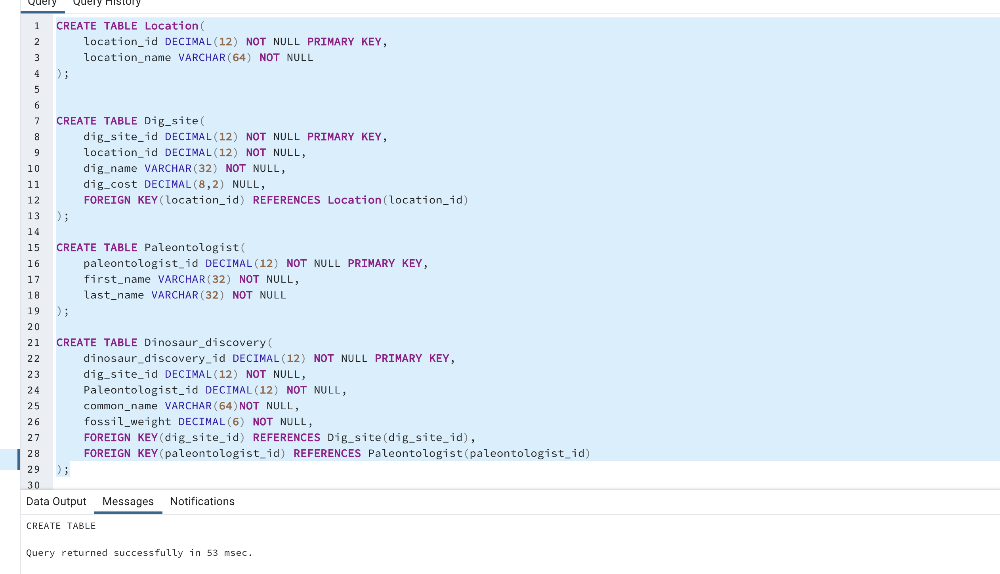 Query Query History
1 CREATE TABLE Location(
2 location_id DECIMAL(12) NOT NULL PRIMARY KEY,
3 location_name VARCHAR(64) NOT NULL
4 );
5
6
7 CREATE TABLE Dig_site(
8 dig_site_id DECIMAL(12) NOT NULL PRIMARY KEY,
9 location_id DECIMAL(12) NOT NULL,
10 dig_name VARCHAR(32) NOT NULL,
11 dig_cost DECIMAL(8,2) NULL,
12 FOREIGN KEY(location_id) REFERENCES Location(location_id)
13 );
14
15 CREATE TABLE Paleontologist(
16 paleontologist_id DECIMAL(12) NOT NULL PRIMARY KEY,
17 first_name VARCHAR(32) NOT NULL,
18 last_name VARCHAR(32) NOT NULL
19 );
20
21 CREATE TABLE Dinosaur_discovery(
22 dinosaur_discovery_id DECIMAL(12) NOT NULL PRIMARY KEY,
23 dig_site_id DECIMAL(12) NOT NULL,
24 Paleontologist_id DECIMAL(12) NOT NULL,
25 common_name VARCHAR(64)NOT NULL,
26 fossil_weight DECIMAL(6) NOT NULL,
27 FOREIGN KEY(dig_site_id) REFERENCES Dig_site(dig_site_id),
28 FOREIGN KEY(paleontologist_id) REFERENCES Paleontologist(paleontologist_id)
29 );
30
Data Output Messages Notifications
CREATE TABLE
Query returned successfully in 53 msec.